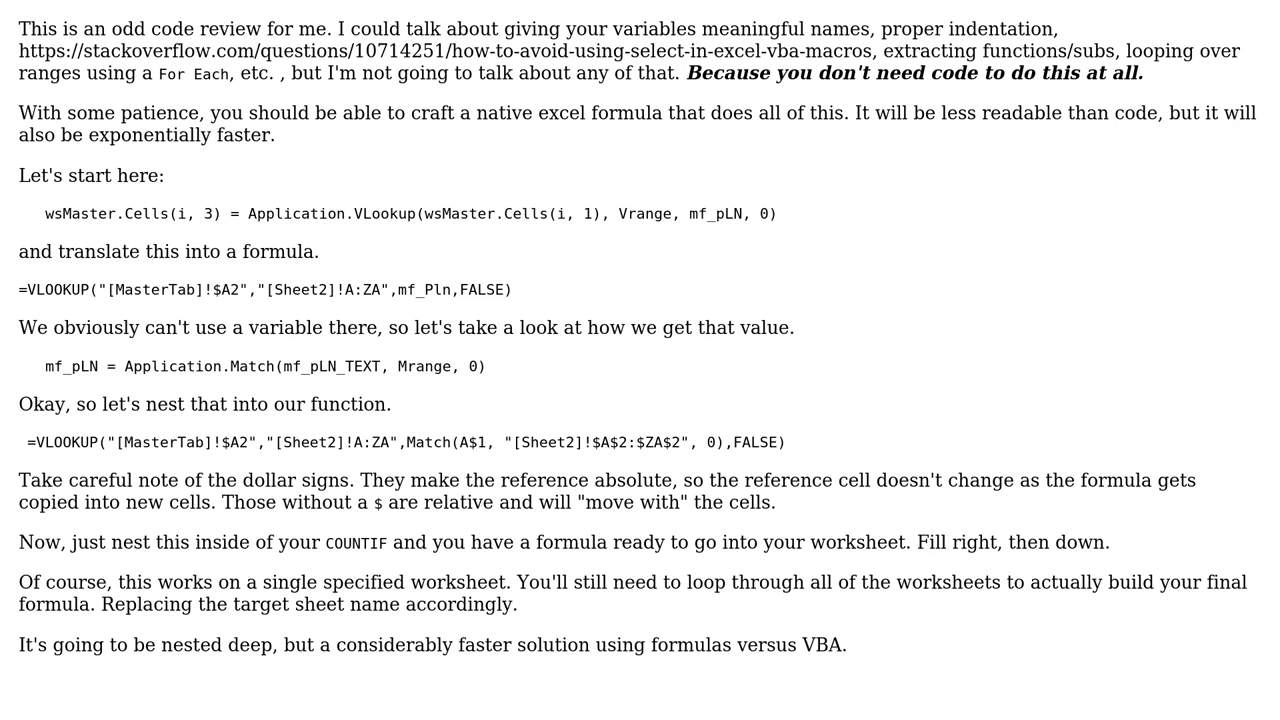 This is an odd code review for me. I could talk about giving your variables meaningful names, proper indentation,
https://stackoverflow.com/questions/10714251/how-to-avoid-using-select-in-excel-vba-macros, extracting functions/subs, looping over
ranges using a For Each, etc. , but I'm not going to talk about any of that. Because you don't need code to do this at all.
With some patience, you should be able to craft a native excel formula that does all of this. It will be less readable than code, but it will
also be exponentially faster.
Let's start here:
wsMaster.Cells(i, 3) = Application.VLookup(wsMaster.Cells(i, 1), Vrange, mf_pLN, 0)
and translate this into a formula.
=VLOOKUP("[MasterTab]!$A2","[Sheet2]!A:ZA",mf_Pln,FALSE)
We obviously can't use a variable there, so let's take a look at how we get that value.
mf_pLN = Application.Match(mf_pLN_TEXT, Mrange, 0)
Okay, so let's nest that into our function.
=VLOOKUP("[MasterTab]!$A2","[Sheet2]!A:ZA",Match(A$1, "[Sheet2]!$A$2:$ZA$2", 0),FALSE)
Take careful note of the dollar signs. They make the reference absolute, so the reference cell doesn't change as the formula gets
copied into new cells. Those without a $ are relative and will "move with" the cells.
Now, just nest this inside of your COUNTIF and you have a formula ready to go into your worksheet. Fill right, then down.
Of course, this works on a single specified worksheet. You'll still need to loop through all of the worksheets to actually build your final
formula. Replacing the target sheet name accordingly.
It's going to be nested deep, but a considerably faster solution using formulas versus VBA.